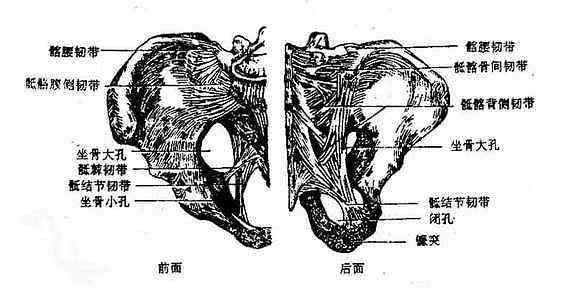 髂腰韧带
骶髂腹侧韧带
坐骨大孔
骶棘韧带
骶结节韧带
坐骨小孔
前面
髂腰韧带
骶髂骨间韧带
骶髂背侧韧带
坐骨大孔
骶结节韧带
闭孔
镰突
后面